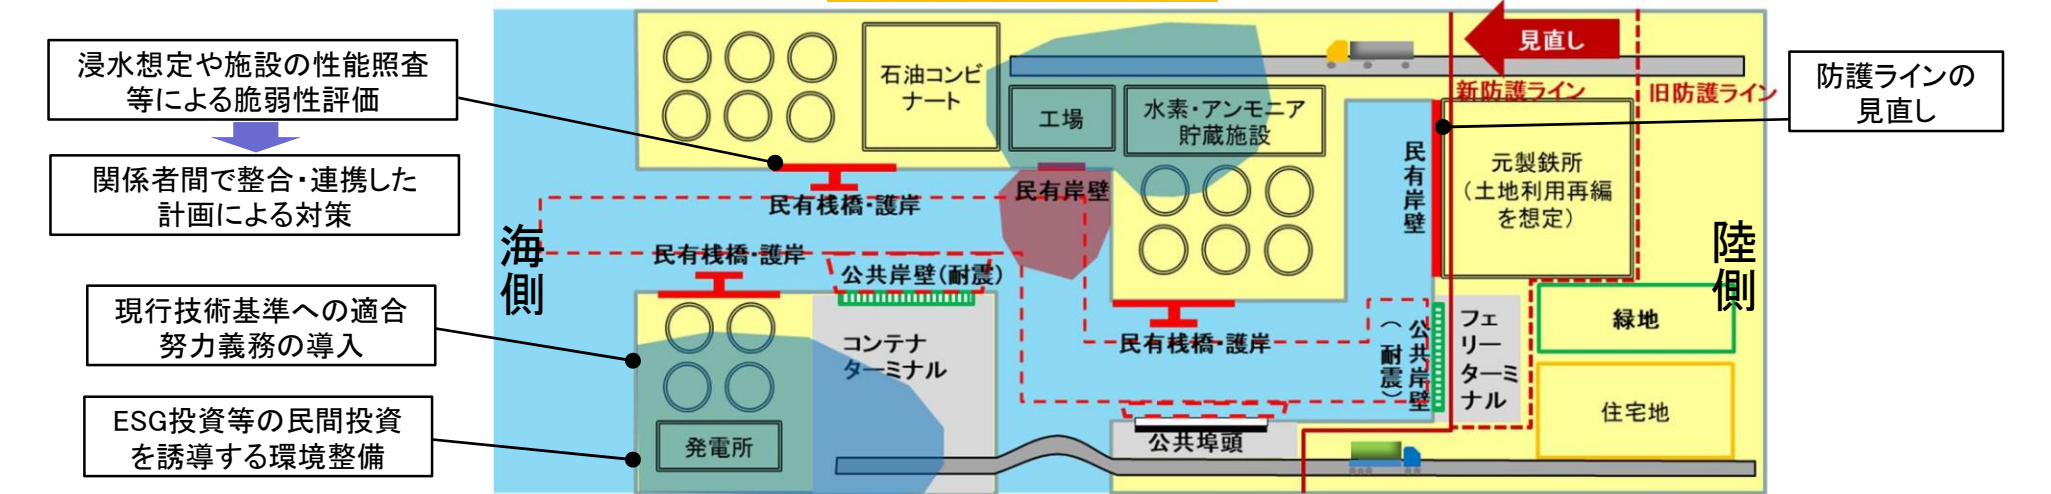 浸水想定や施設の性能照査
等による脆弱性評価
関係者間で整合・連携した
計画による対策
現行技術基準への適合
努力義務の導入
ESG投資等の民間投資
を誘導する環境整備
海側
石油コンビ
ナート
工場
水素・アンモニア
貯蔵施設
見直し
新防護ライン
旧防護ライン
防護ラインの
見直し
民有桟橋・護岸
民有岸壁
民有岸壁
元製鉄所
(土地利用再編
を想定)
陸側
民有桟橋・護岸
公共岸壁(耐震)
コンテナ
ターミナル
発電所
民有桟橋・護岸
公共岸壁
(耐震)
フェ
リー
ターミ
ナル
緑地
住宅地
公共埠頭